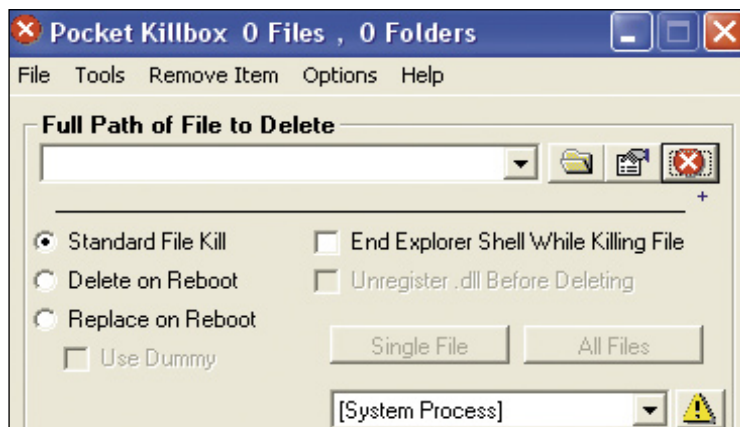 Pocket Killbox 0 Files , 0 Folders
File Tools Remove Item Options Help
Full Path of File to Delete
+
Standard File Kill
End Explorer Shell While Killing File
Delete on Reboot
Unregister .dll Before Deleting
Replace on Reboot
Use Dummy
Single File
All Files
[System Process]